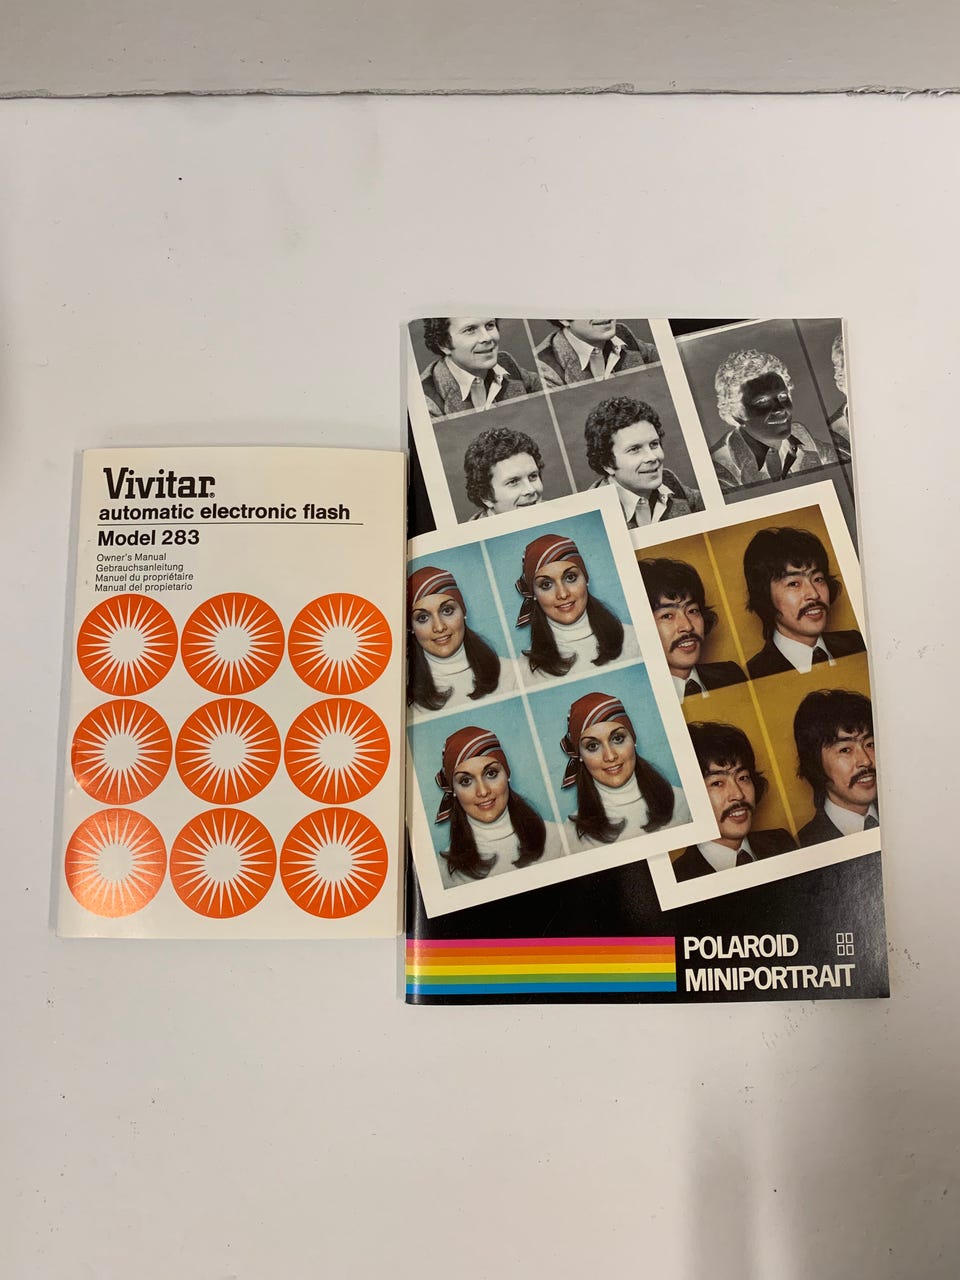 Vivitar®
automatic electronic flash
Model 283
Owner's Manual
Gebrauchsanleitung
Manuel du propriétaire
Manual del propietario
POLAROID
MINIPORTRAIT